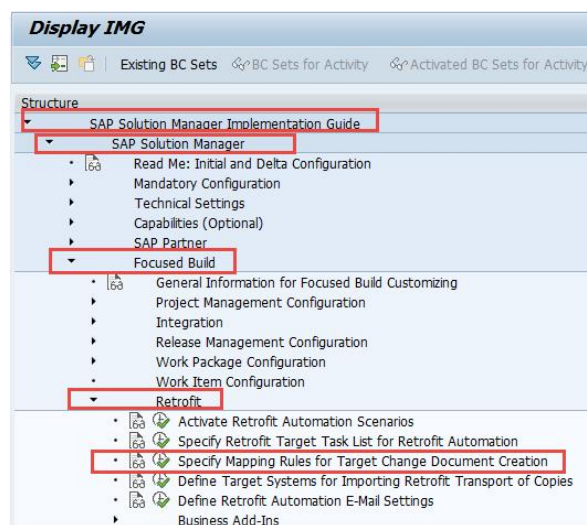 Display IMG
Existing BC Sets BC Sets for Activity Activated BC Sets for Activity
Structure
SAP Solution Manager Implementation Guide
SAP Solution Manager
Read Me: Initial and Delta Configuration
Mandatory Configuration
Technical Settings
Capabilities (Optional)
SAP Partner
Focused Build
General Information for Focused Build Customizing
Project Management Configuration
Integration
Release Management Configuration
Work Package Configuration
Work Item Configuration
Retrofit
Activate Retrofit Automation Scenarios
Specify Retrofit Target Task List for Retrofit Automation
Specify Mapping Rules for Target Change Document Creation
Define Target Systems for Importing Retrofit Transport of Copies
Define Retrofit Automation E-Mail Settings
Business Add-Ins